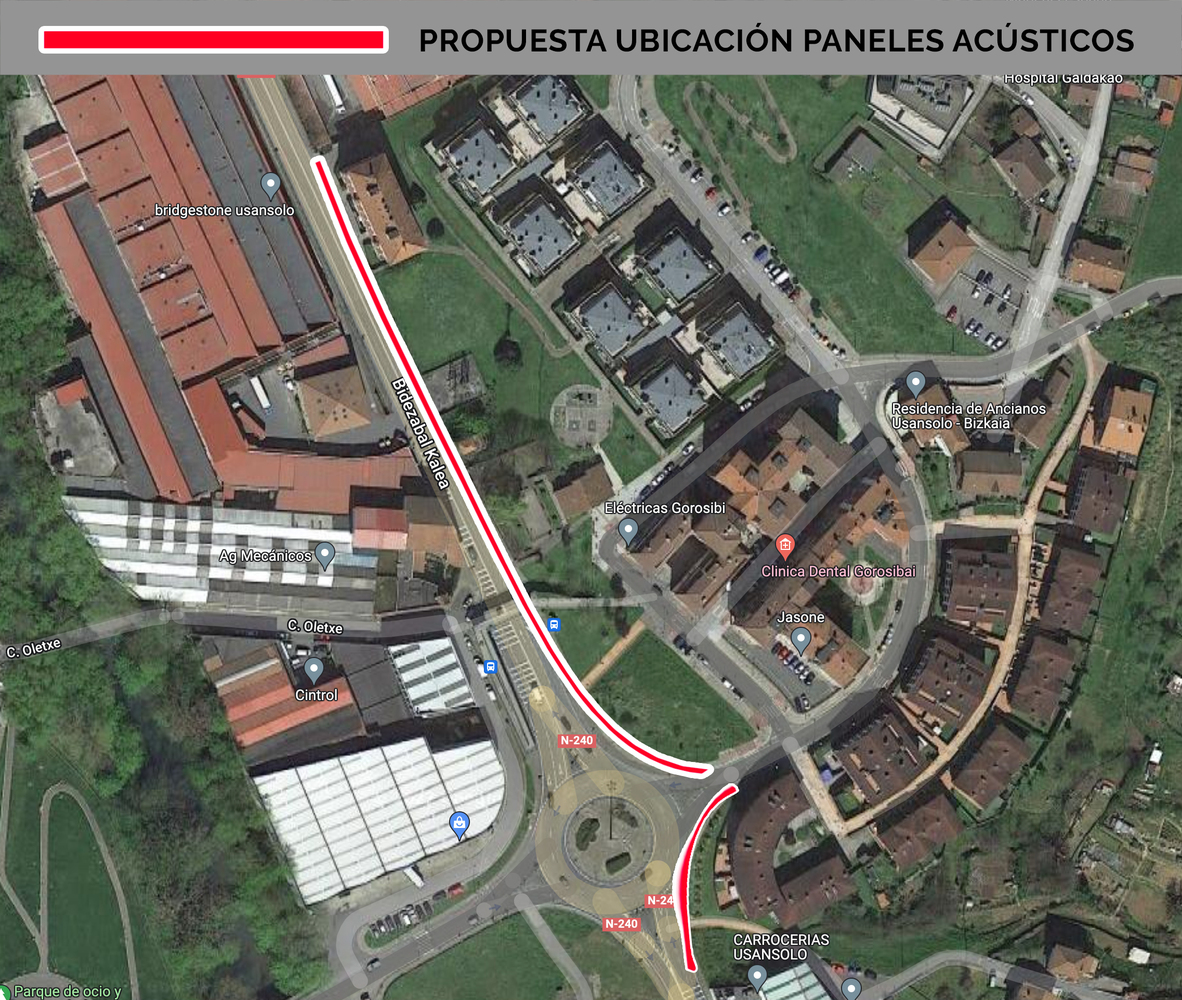 PROPUESTA UBICACIÓN PANELES ACÚSTICOS
Hospital Galdakao
bridgestone usansolo
Bidezabal Kalea
Residencia de Ancianos
Usansolo - Bizkaia
Eléctricas Gorosibi
Ag Mecánicos
Clinica Dental Gorosibai
Jasone
C. Oletxe
C. Oletxe
Cintrol
N-240
N-24
N-240
CARROCERIAS
USANSOLO
Parque de ocio y